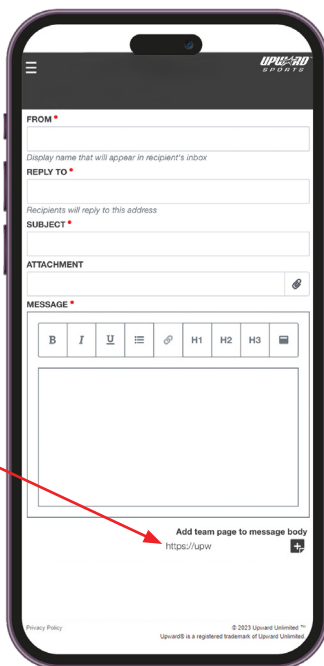 UPWARD
SPORTS
FROM *
Display name that will appear in recipient's inbox
REPLY TO *
Recipients will reply to this address
SUBJECT *
ATTACHMENT
MESSAGE *
B I U H1 H2 H3
Add team page to message body
https://upw
Privacy Policy
© 2023 Upward Unlimited ™
Upward® is a registered trademark of Upward Unlimited.